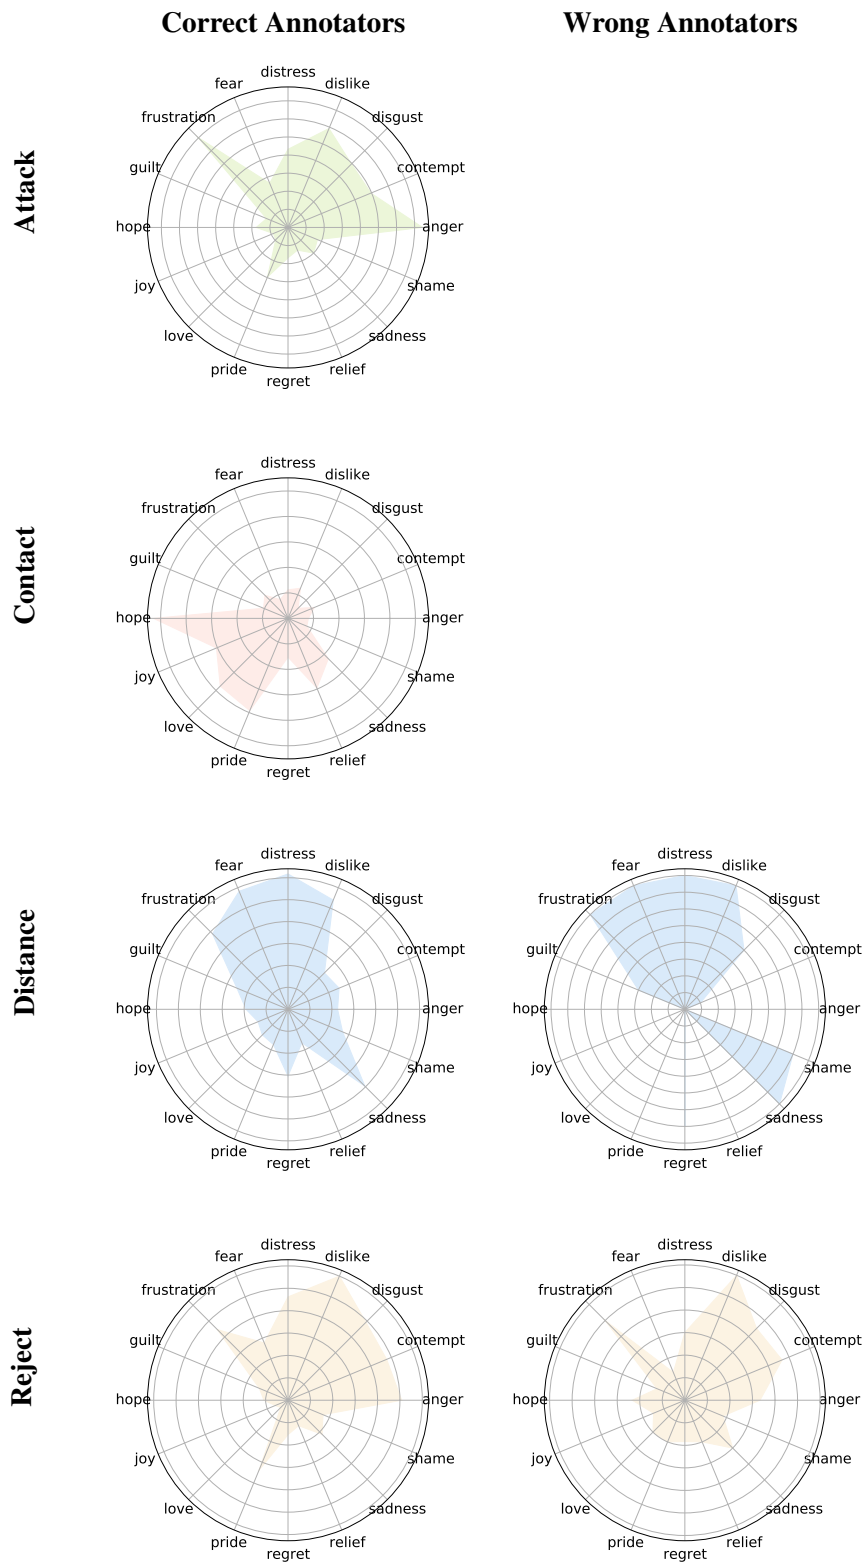 Correct Annotators
Wrong Annotators
Attack
distress
fear
dislike
frustration
disgust
guilt
contempt
hope
anger
joy
shame
love
sadness
pride
relief
regret
Contact
distress
fear
dislike
frustration
disgust
guilt
contempt
hope
anger
joy
shame
love
sadness
pride
relief
regret
Distance
distress
fear
dislike
frustration
disgust
guilt
contempt
hope
anger
joy
shame
love
sadness
pride
relief
regret
distress
fear
dislike
frustration
disgust
guilt
contempt
hope
anger
joy
shame
love
sadness
pride
relief
regret
Reject
distress
fear
dislike
frustration
disgust
guilt
contempt
hope
anger
joy
shame
love
sadness
pride
relief
regret
distress
fear
dislike
frustration
disgust
guilt
contempt
hope
anger
joy
shame
love
sadness
pride
relief
regret